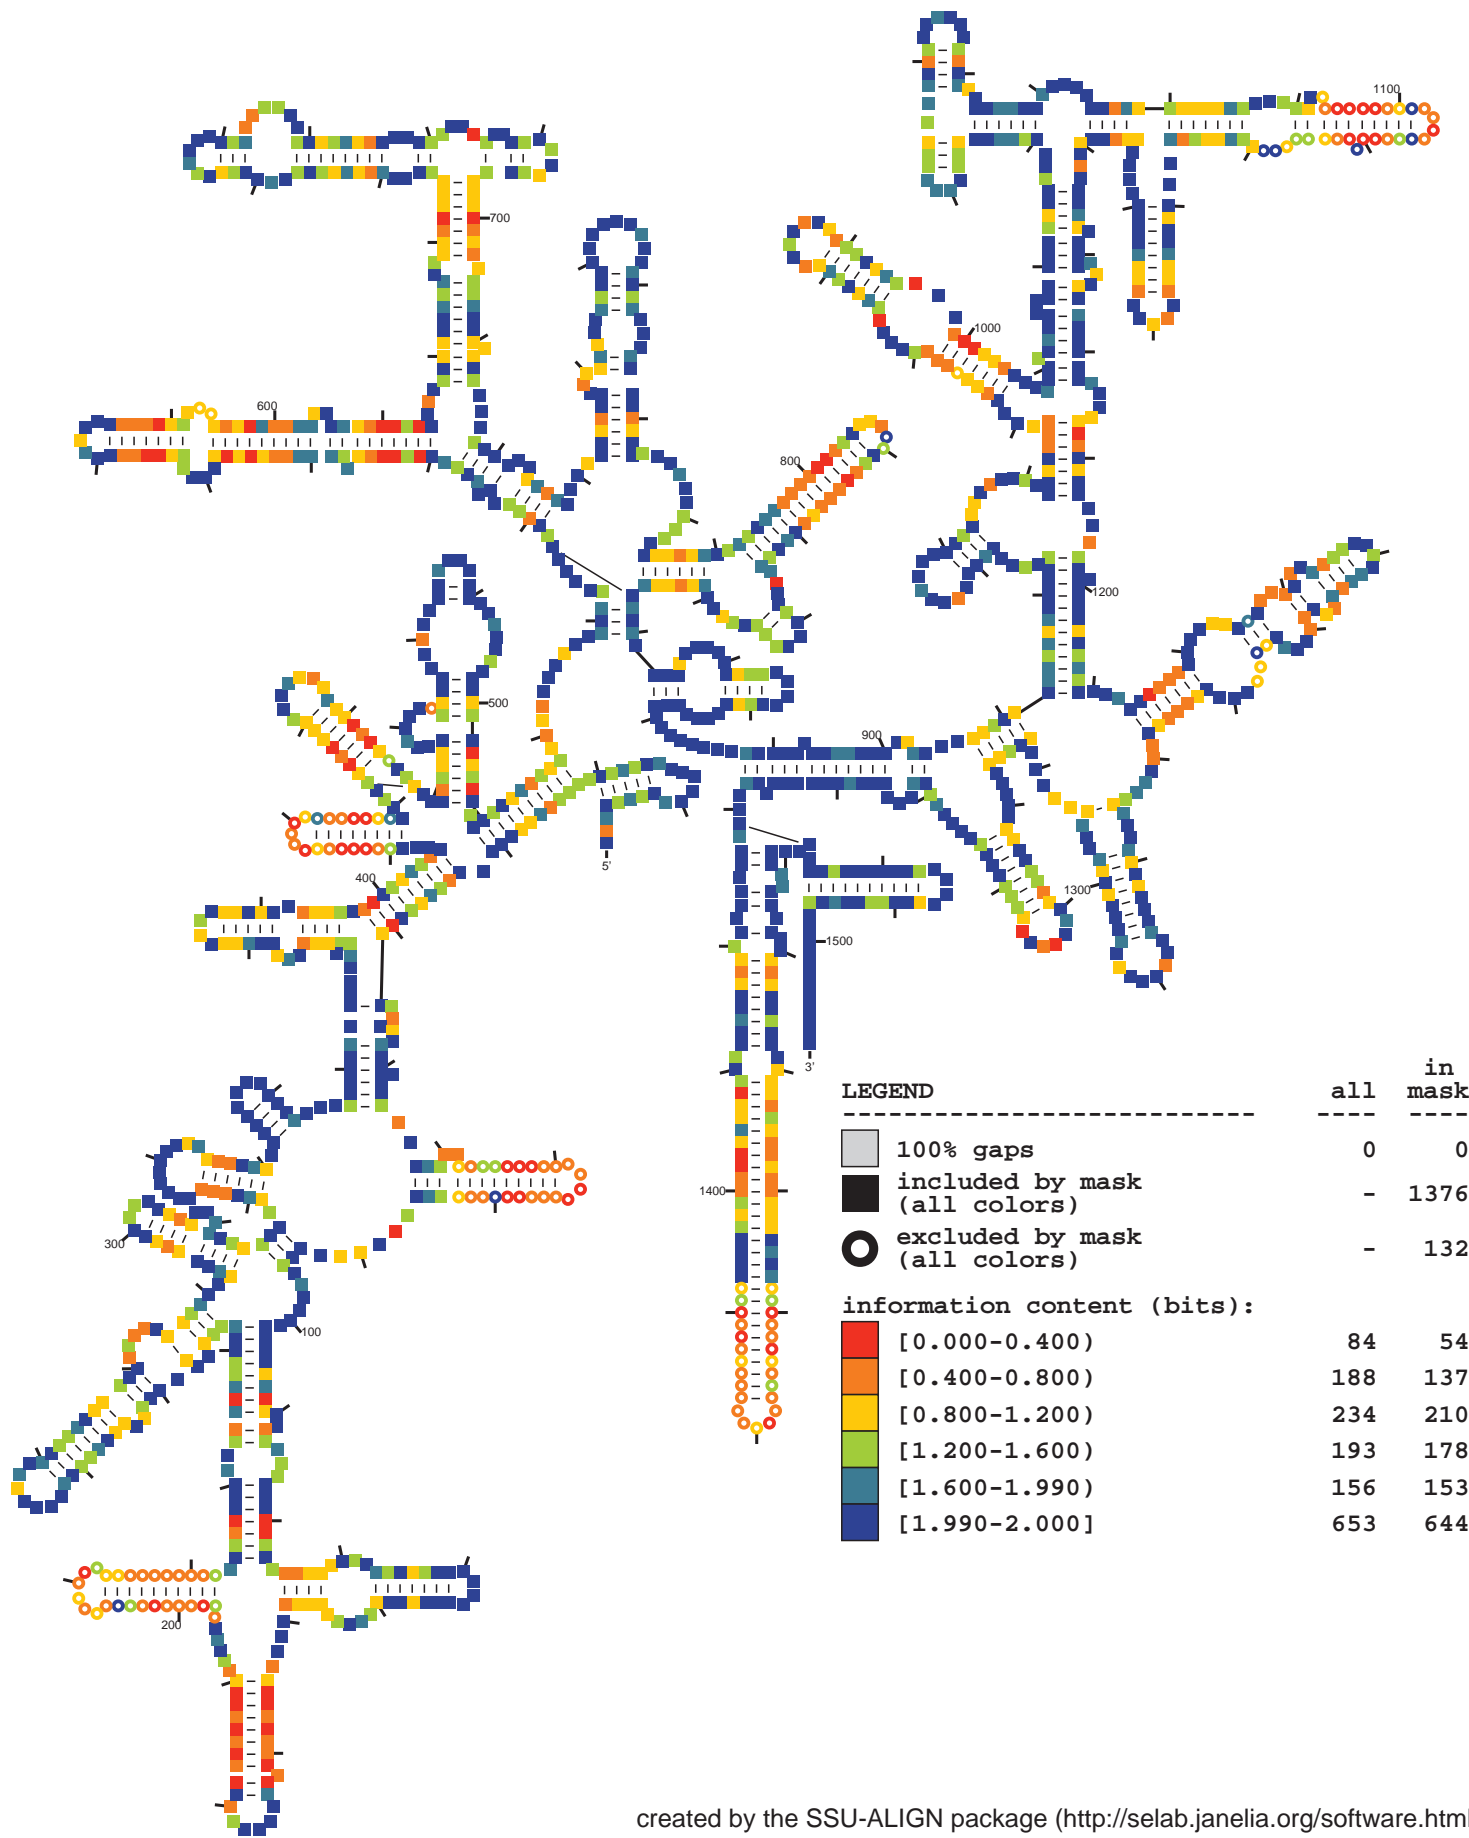 1100
700
1000
600
800
1200
500
900
5'
400
1300
1500
3'
in
LEGEND all mask
---------------------------- ---- ----
100% gaps 0 0
included by mask - 1376
(all colors)
1400
excluded by mask - 132
(all colors)
300
information content (bits):
100
[0.000-0.400) 84 54
[0.400-0.800) 188 137
[0.800-1.200) 234 210
[1.200-1.600) 193 178
[1.600-1.990) 156 153
[1.990-2.000] 653 644
200
created by the SSU-ALIGN package (http://selab.janelia.org/software.html